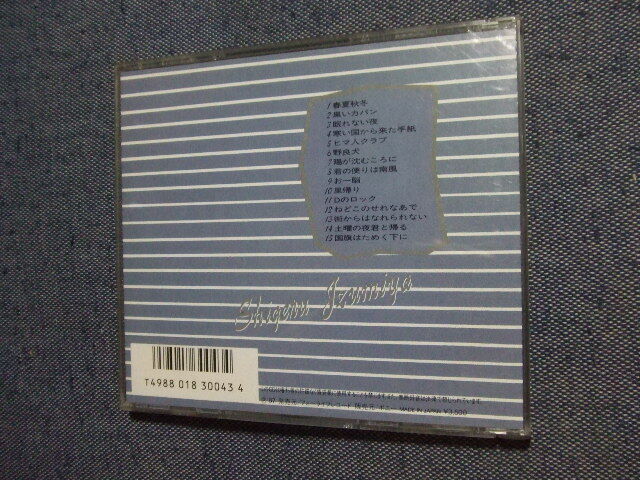 1 春夏秋冬
2 黒いカバン
3 眠れない夜
4 寒い国から来た手紙
5 ヒマ人クラブ
6 野良犬
7 陽が沈むころに
8 君の便りは南風
9 おー脳
10 里帰り
11 Dのロック
12 ねどこのせれなあで
13 街からはなれられない
14 土曜の夜君と帰る
15 国旗はためく下に
Shigeru Izumiya
T4988 018 30043 4
MADE IN JAPAN ¥3,500